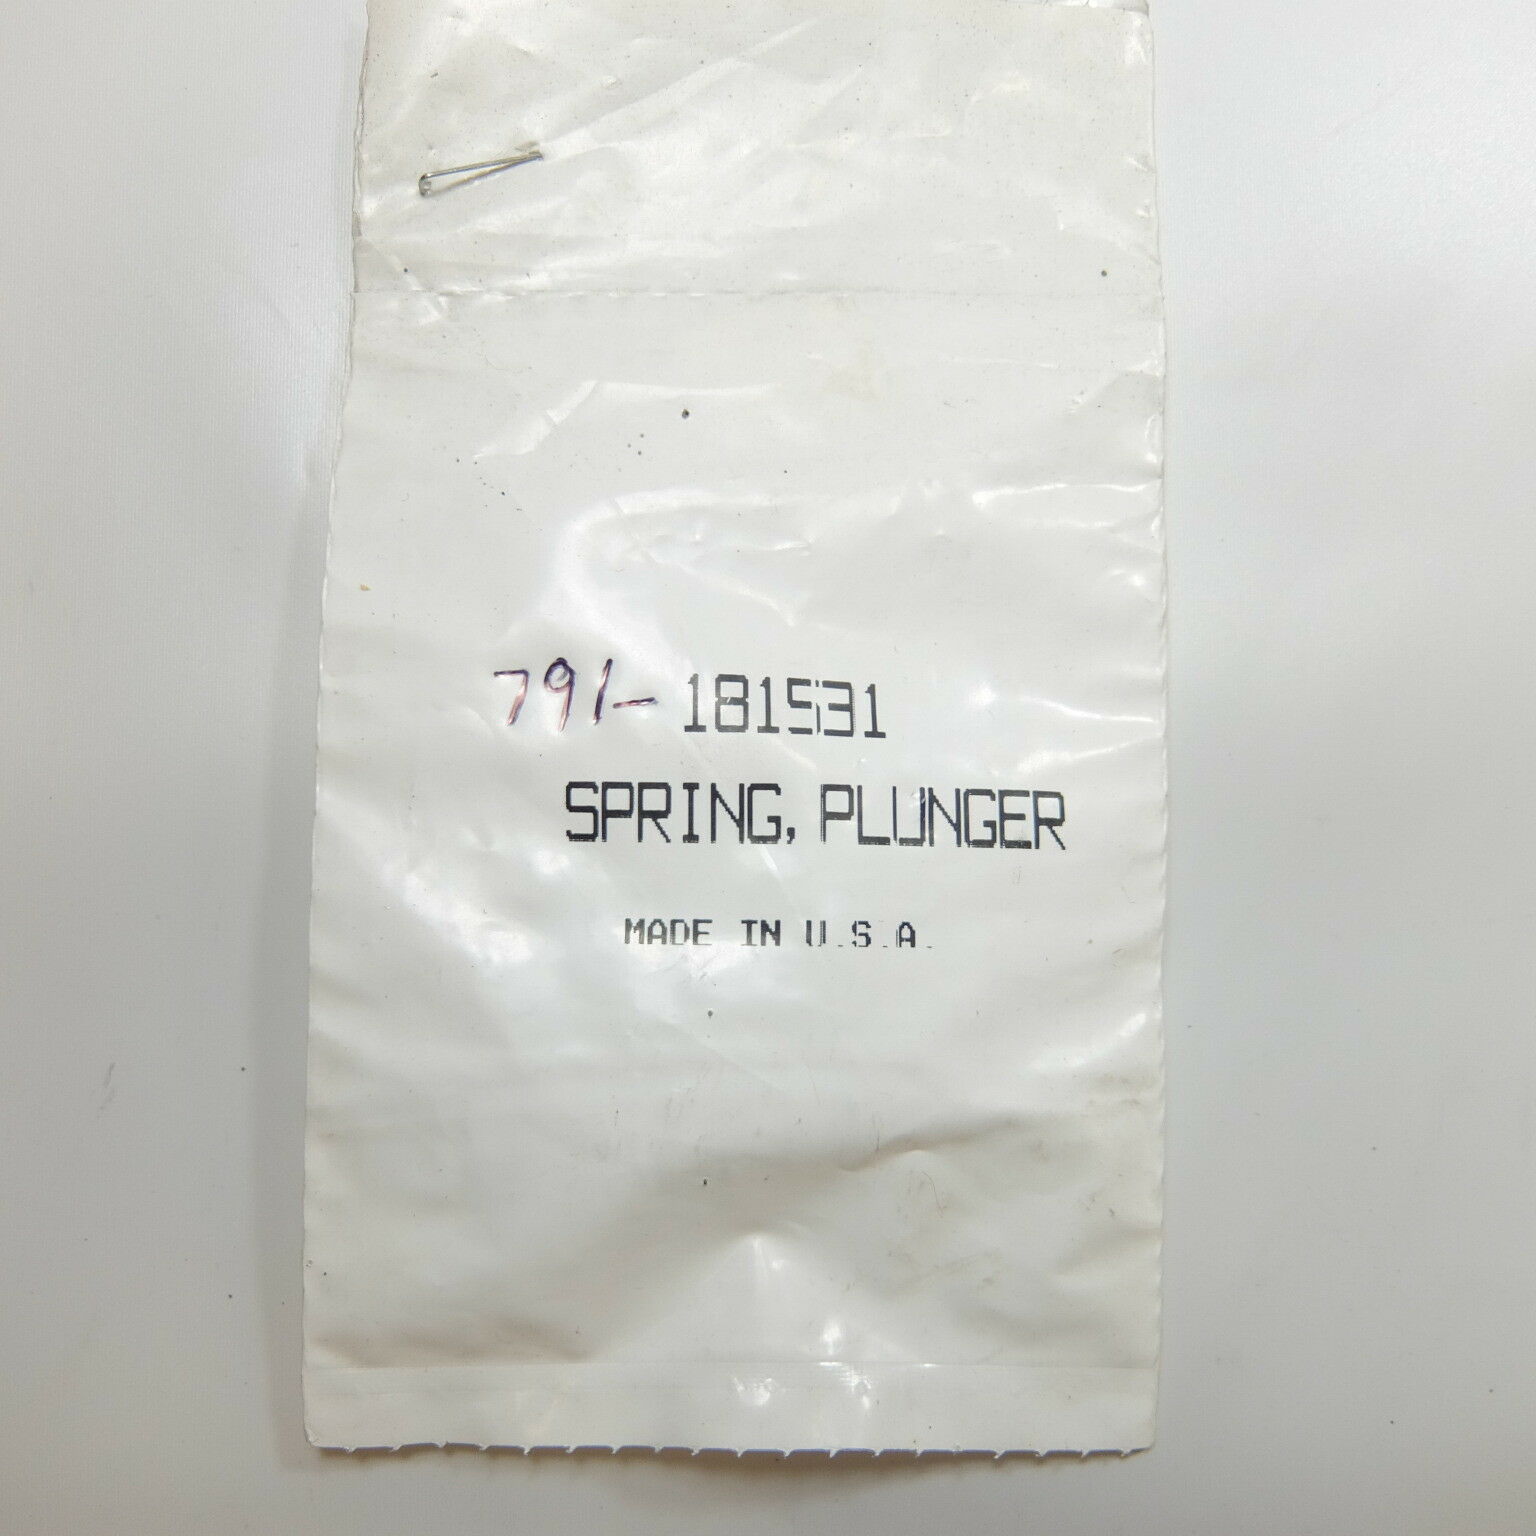 791-181531
SPRING, PLUNGER
MADE IN U.S.A.